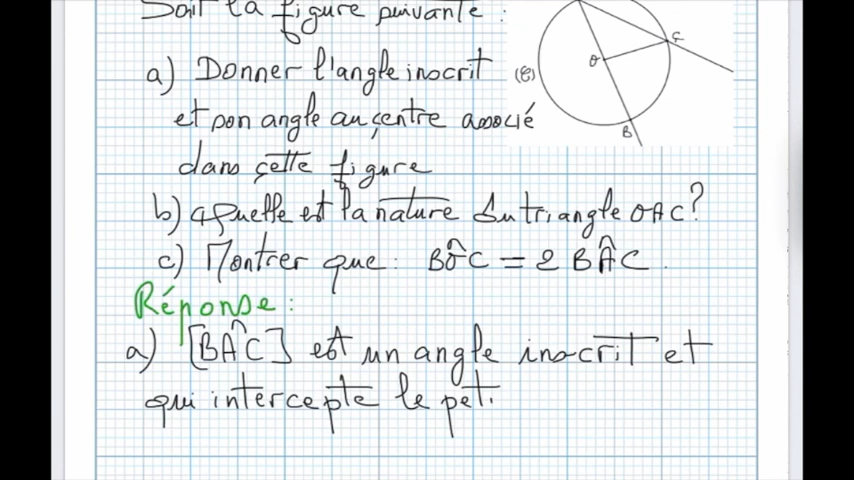 Soit la figure suivante :
a) Donner l'angle inscrit
et son angle au centre associé
dans cette figure
b) quelle est la nature du triangle OAC ?
c) Montrer que : BÔC = 2 BÂC .
Réponse :
a) [BÂC] est un angle inscrit et
qui intercepte le peti
(C)
O
C
B